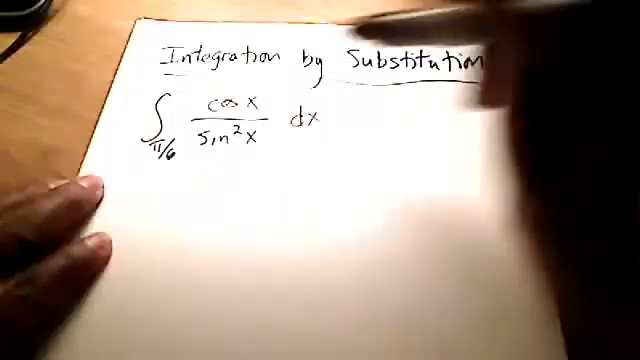 Integration by Substitution
∫π/6 cos x / sin²x dx